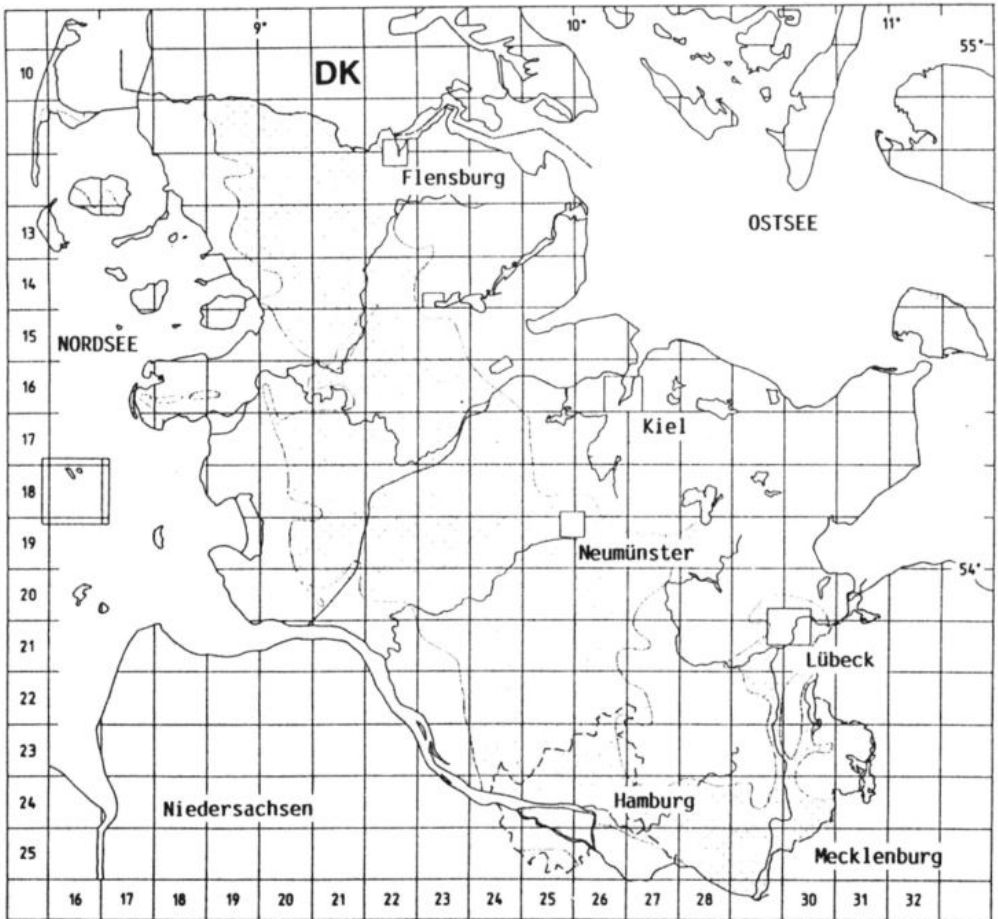 9°
10°
11°
10
DK
55°
Flensburg
13
OSTSEE
14
15
NORDSEE
16
Kiel
17
18
19
Neumünster
54°
20
21
Lübeck
22
23
24
Niedersachsen
Hamburg
25
Mecklenburg
16 17 18 19 20 21 22 23 24 25 26 27 28 29 30 31 32